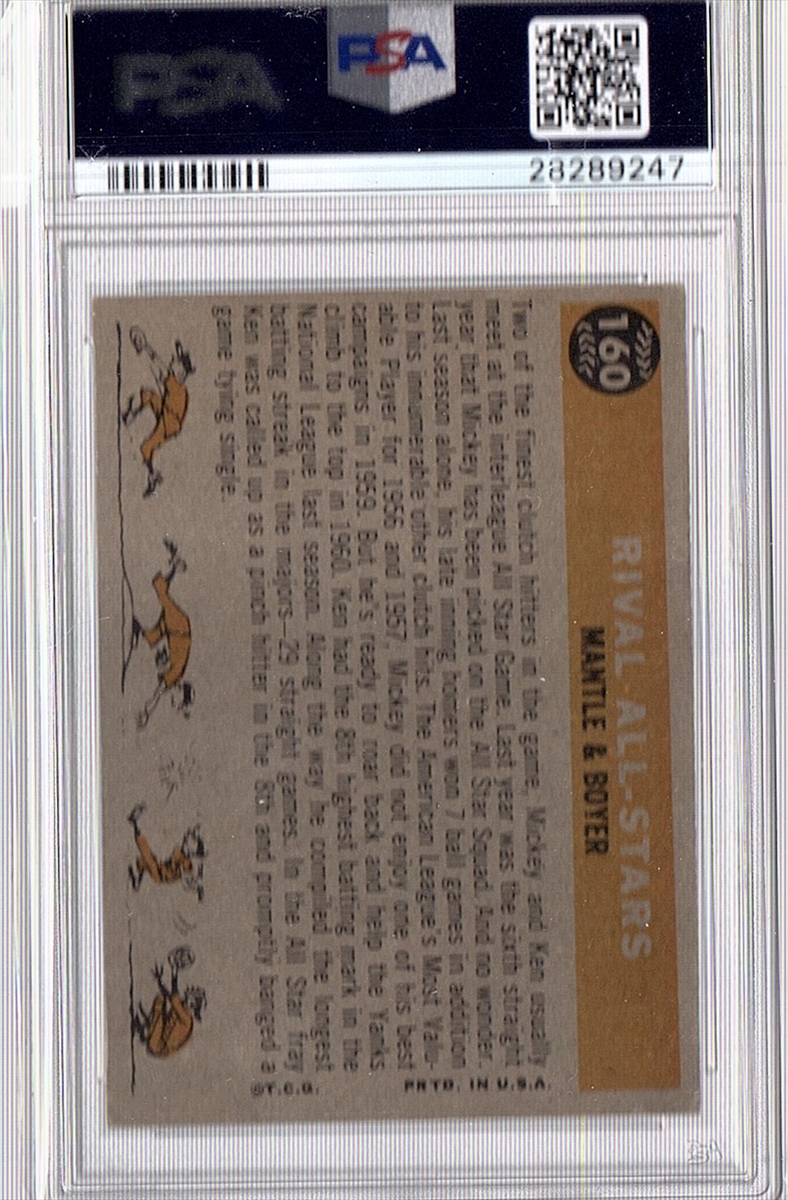 PSA
PSA
28289247
160
RIVAL ALL-STARS
MANTLE & BOYER
Two of the finest clutch hitters in the game, Mickey and Ken usually
meet at the interleague All Star Game. Last year was the sixth straight
year, that Mickey has been picked on the All Star Squad. And no wonder.
Last season alone, his late inning homers won 7 ball games in addition
to his innumerable other clutch hits. The American League's Most Valu-
able Player for 1956 and 1957, Mickey did not enjoy one of his best
campaigns in 1959. But he's ready to roar back and help the Yanks
climb to the top in 1960. Ken had the 8th highest batting mark in the
National League last season. Along the way he compiled the longest
batting streak in the majors—29 straight games. In the All Star fray
Ken was called up as a pinch hitter in the 8th and promptly banged a
game tying single.
©T.C.G.
PRTD. IN U.S.A.